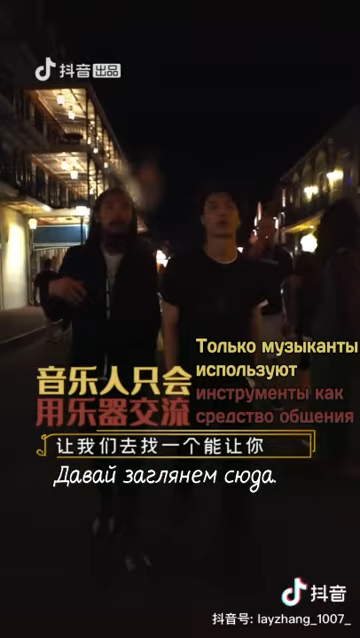 抖音出品
音乐人只会
用乐器交流
Только музыканты
используют
инструменты как
средство общения
让我们去找一个能让你
Давай заглянем сюда.
抖音
抖音号: layzhang_1007_